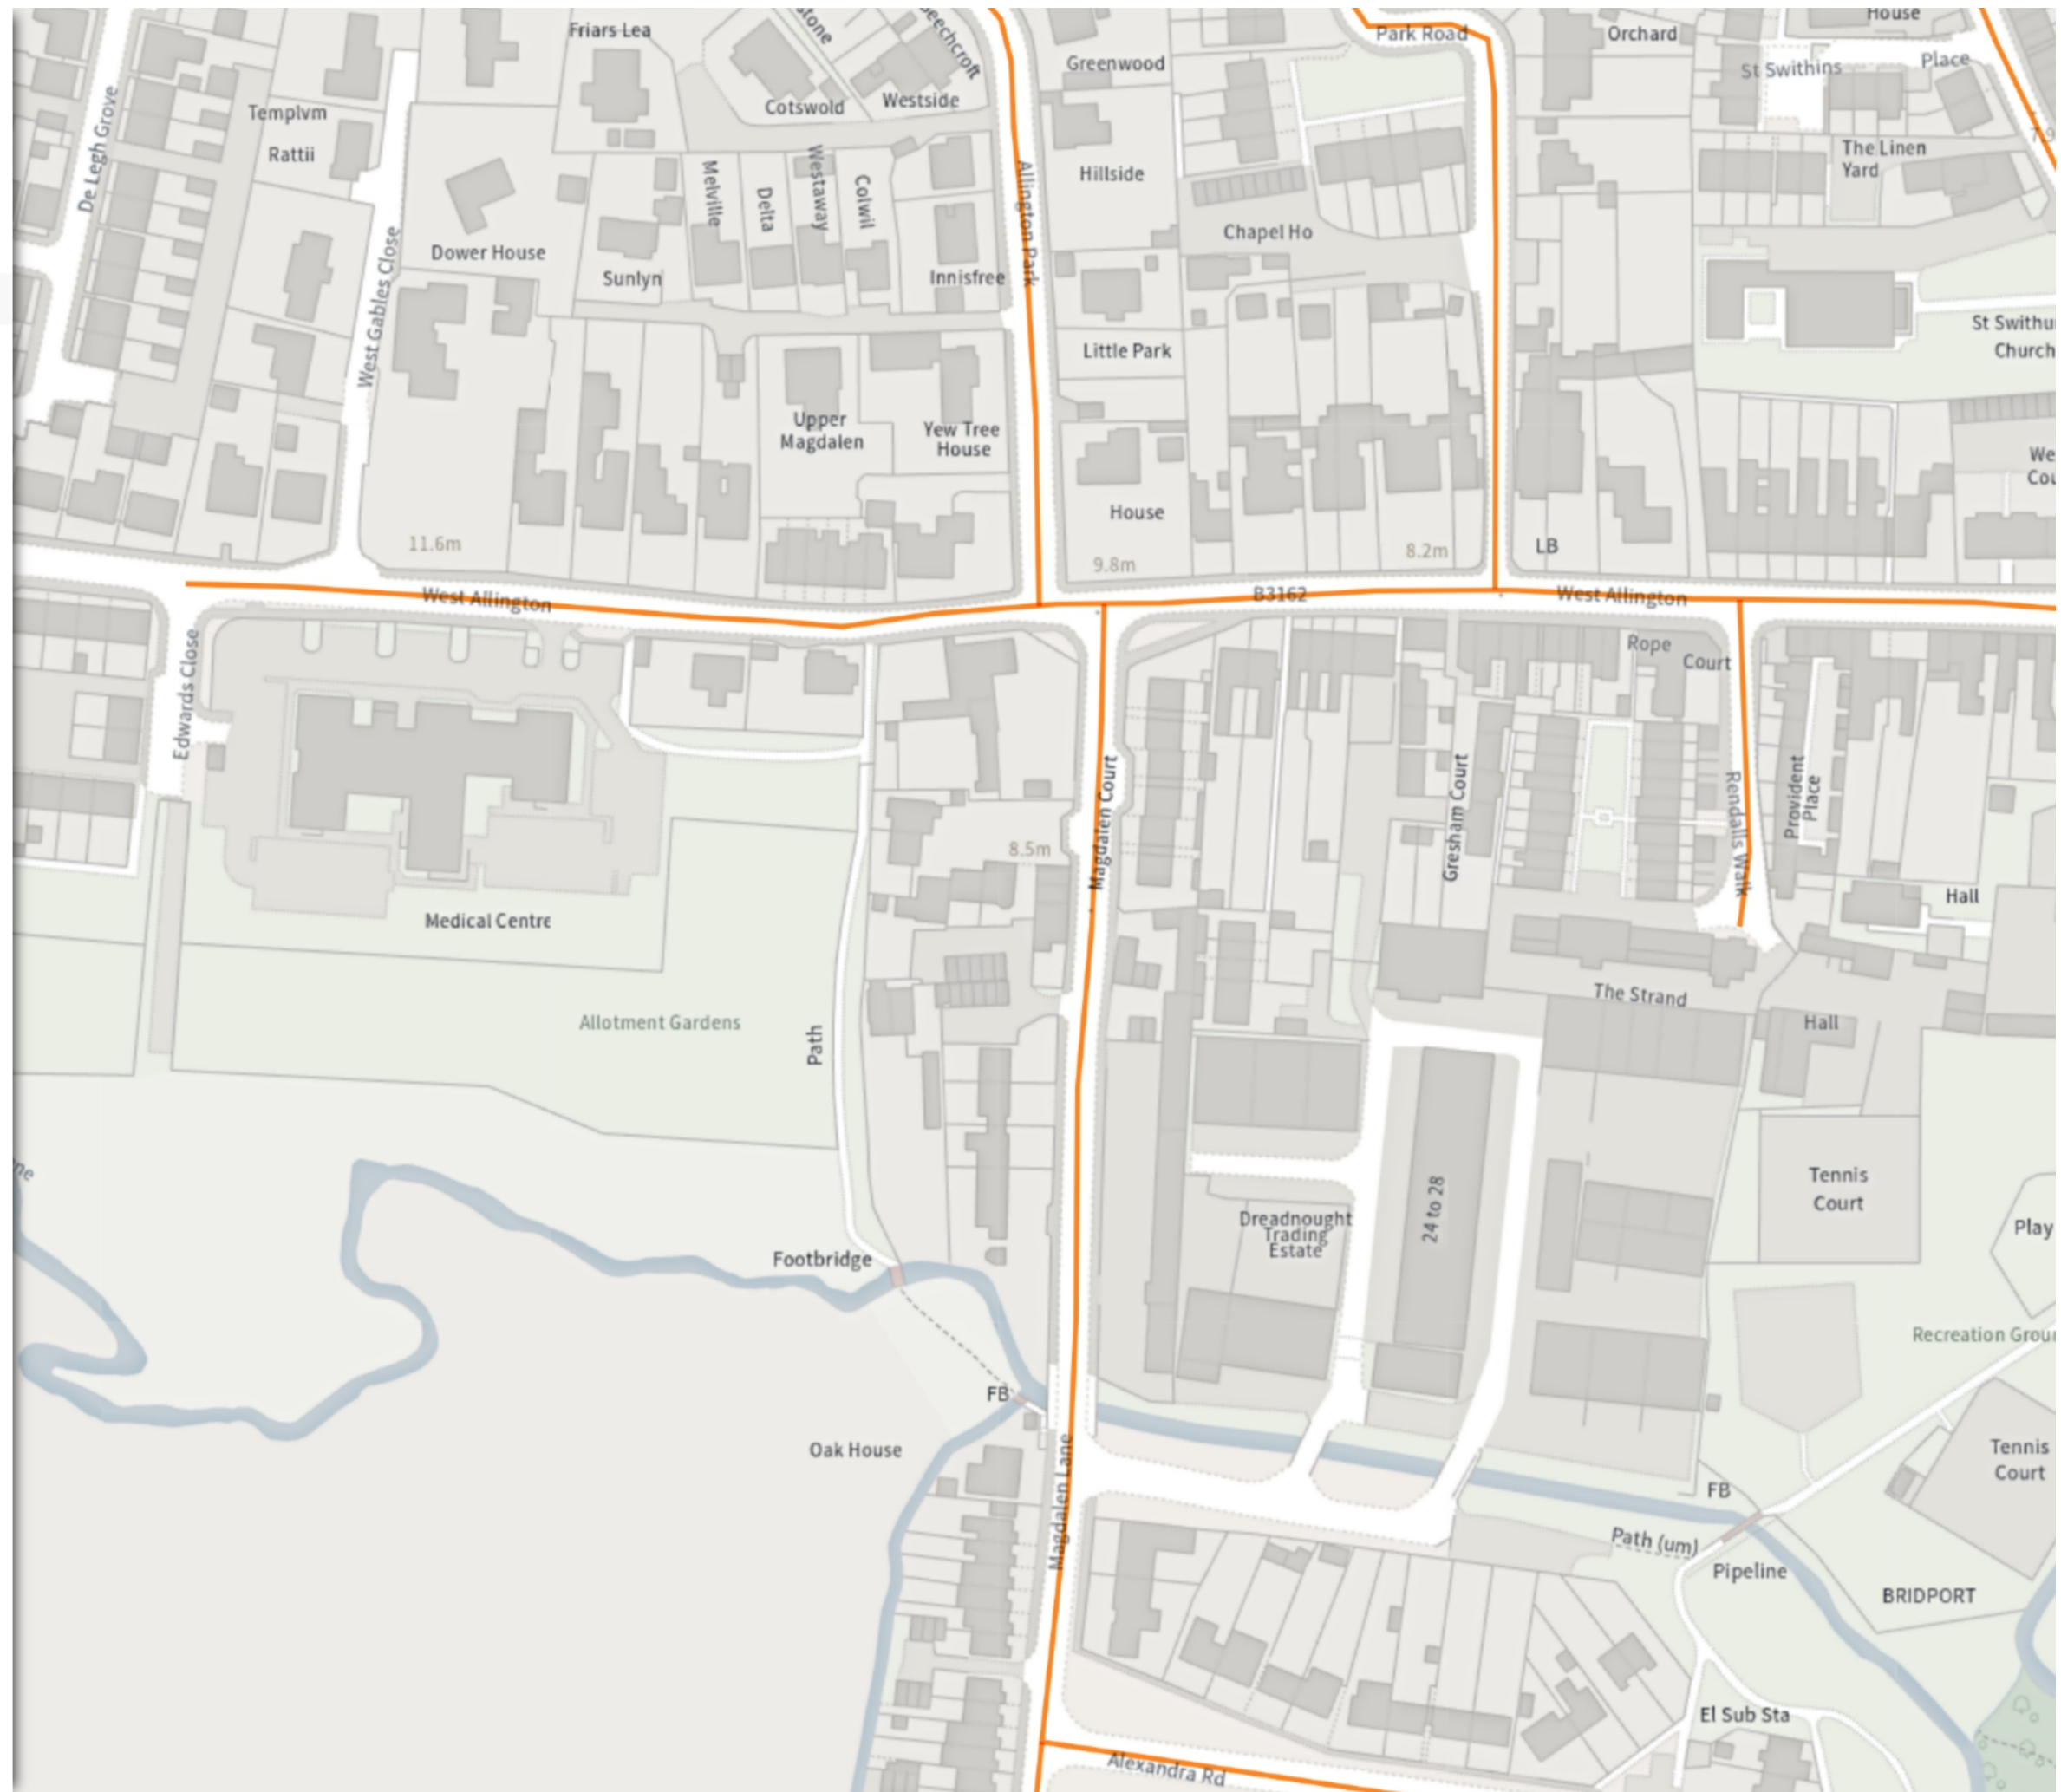 Friars Lea
stone
Beechcroft
Park Road
Orchard
House
Greenwood
St Swithins
Place
Cotswold
Westside
Templvm
De Legh Grove
Rattii
Hillside
The Linen
Yard
Melville
Delta
Westaway
Colwil
Allington Park
Chapel Ho
Dower House
Sunlyn
Innisfree
West Gables Close
Little Park
St Swithu
Church
Upper
Magdalen
Yew Tree
House
We
Cou
House
11.6m
9.8m
8.2m
LB
West Allington
B3162
West Allington
Edwards Close
Rope
Court
Magdalen Court
Gresham Court
Rendalls Walk
Provident
Place
8.5m
Medical Centre
Hall
The Strand
Allotment Gardens
Path
Hall
Tennis
Court
24 to 28
Dreadnought
Trading
Estate
Play
Footbridge
Recreation Grou
FB
Oak House
Tennis
Court
Magdalen Lane
FB
Path (um)
Pipeline
BRIDPORT
El Sub Sta
Alexandra Rd